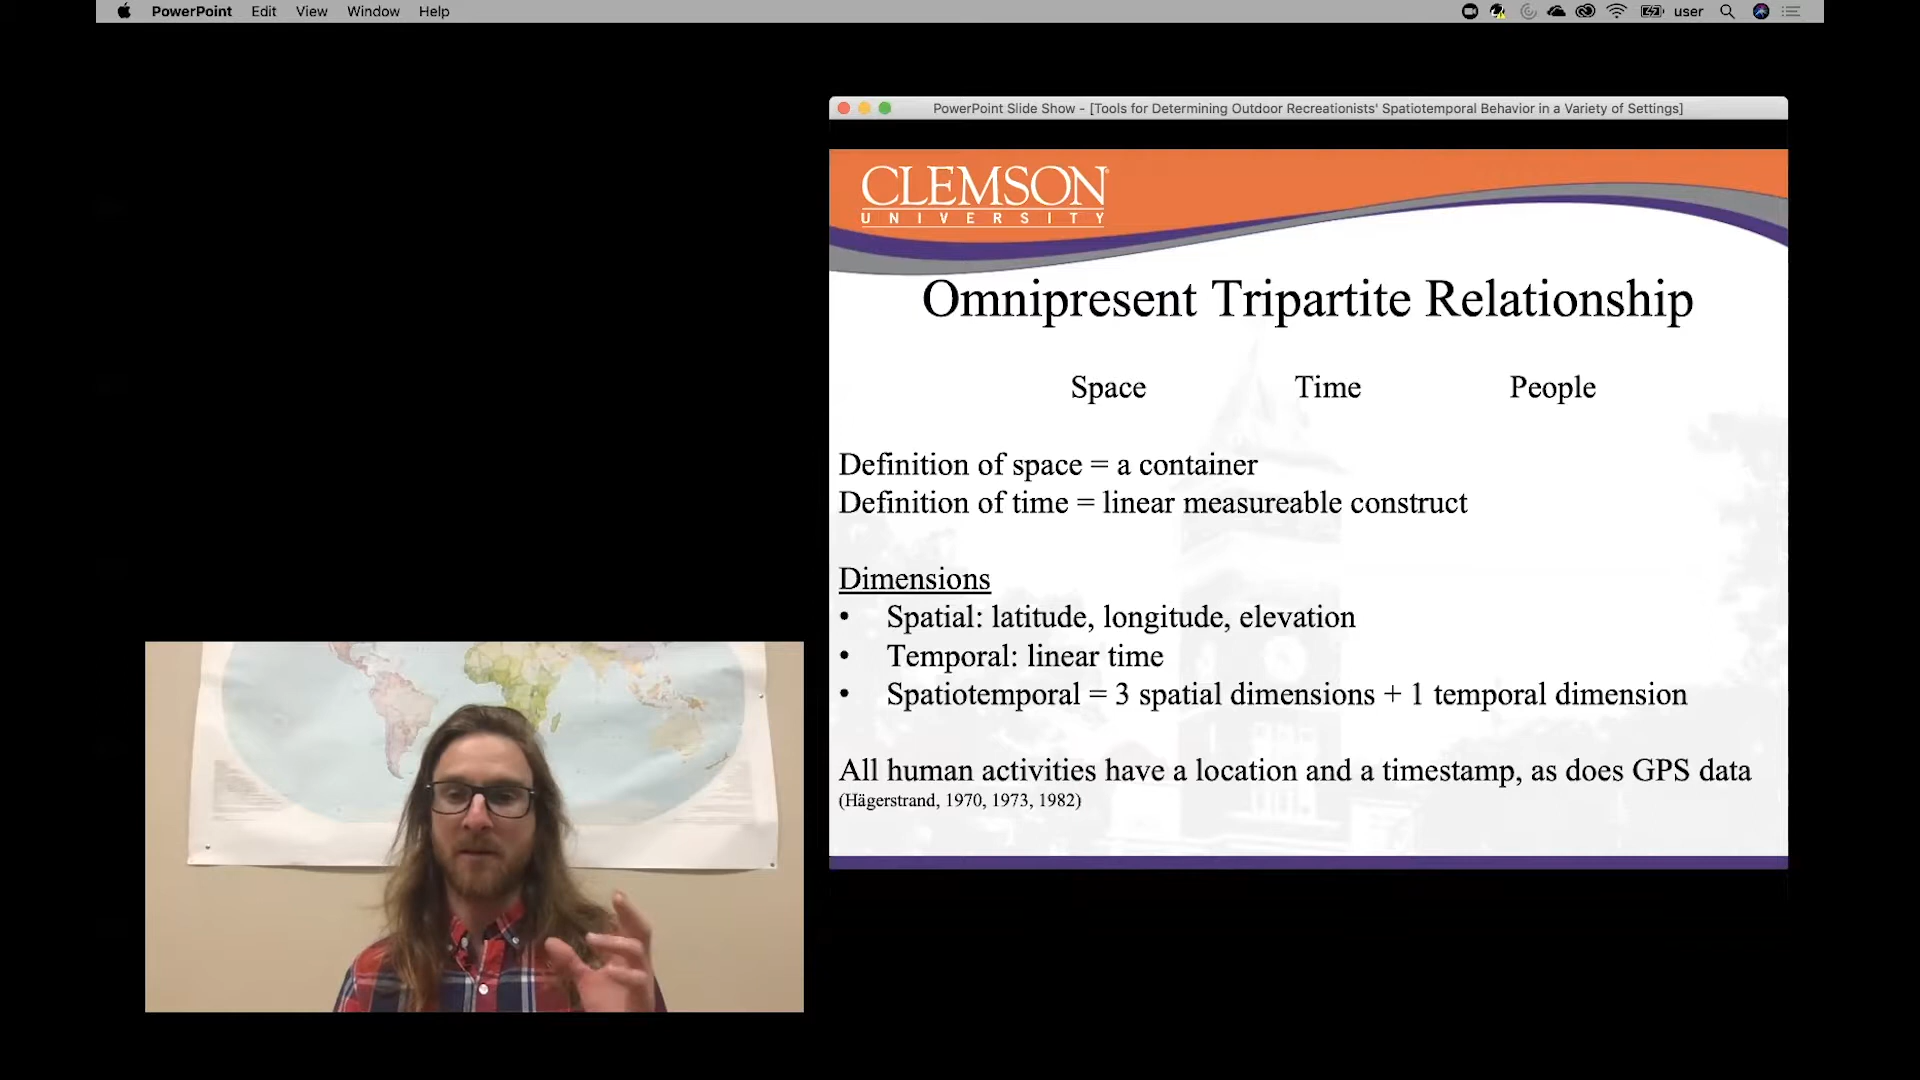 PowerPoint Edit View Window Help user
PowerPoint Slide Show - [Tools for Determining Outdoor Recreationists' Spatiotemporal Behavior in a Variety of Settings]
CLEMSON
UNIVERSITY
Omnipresent Tripartite Relationship
Space Time People
Definition of space = a container
Definition of time = linear measureable construct
Dimensions
• Spatial: latitude, longitude, elevation
• Temporal: linear time
• Spatiotemporal = 3 spatial dimensions + 1 temporal dimension
All human activities have a location and a timestamp, as does GPS data
(Hägerstrand, 1970, 1973, 1982)